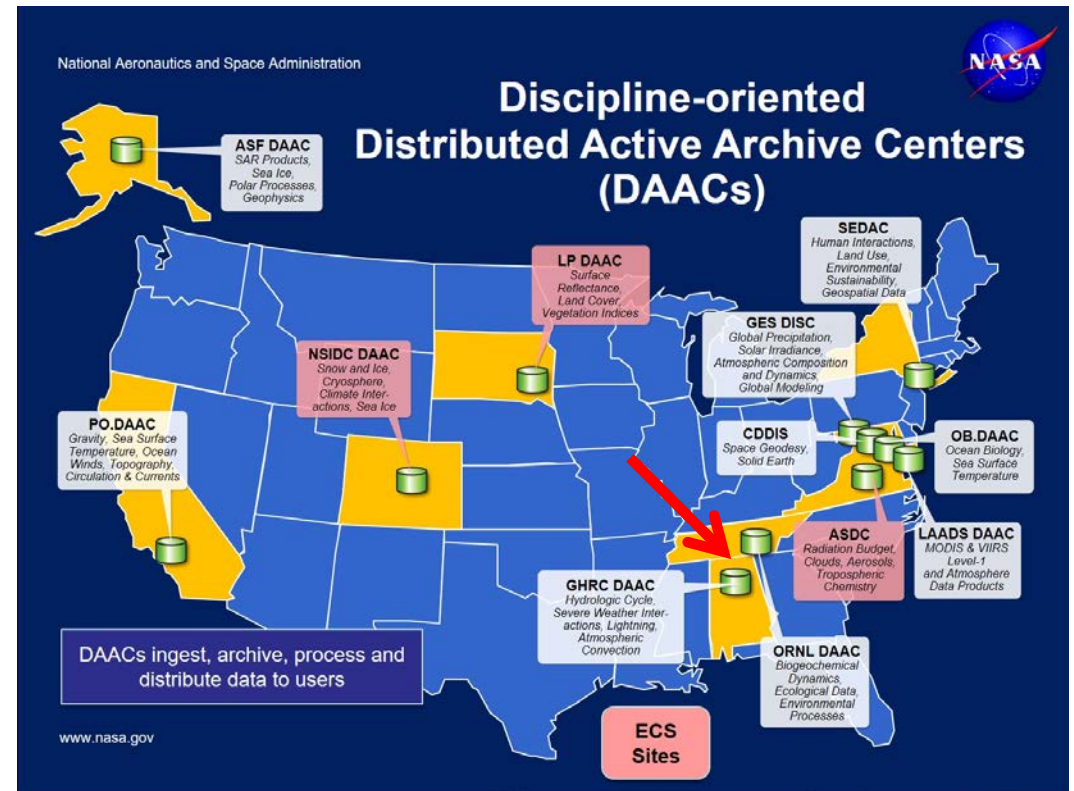 National Aeronautics and Space Administration
NASA
Discipline-oriented
Distributed Active Archive Centers
(DAACs)
ASF DAAC
SAR Products,
Sea Ice,
Polar Processes,
Geophysics
SEDAC
Human Interactions,
Land Use,
Environmental
Sustainability,
Geospatial Data
LP DAAC
Surface
Reflectance,
Land Cover,
Vegetation Indices
GES DISC
Global Precipitation,
Solar Irradiance,
Atmospheric Composition
and Dynamics,
Global Modeling
NSIDC DAAC
Snow and Ice,
Cryosphere,
Climate Inter-
actions, Sea Ice
PO.DAAC
Gravity, Sea Surface
Temperature, Ocean
Winds, Topography,
Circulation & Currents
CDDIS
Space Geodesy,
Solid Earth
OB.DAAC
Ocean Biology,
Sea Surface
Temperature
ASDC
Radiation Budget,
Clouds, Aerosols,
Tropospheric
Chemistry
LAADS DAAC
MODIS & VIIRS
Level-1
and Atmosphere
Data Products
GHRC DAAC
Hydrologic Cycle,
Severe Weather Inter-
actions, Lightning,
Atmospheric
Convection
ORNL DAAC
Biogeochemical
Dynamics,
Ecological Data,
Environmental
Processes
DAACs ingest, archive, process and
distribute data to users
ECS
Sites
www.nasa.gov